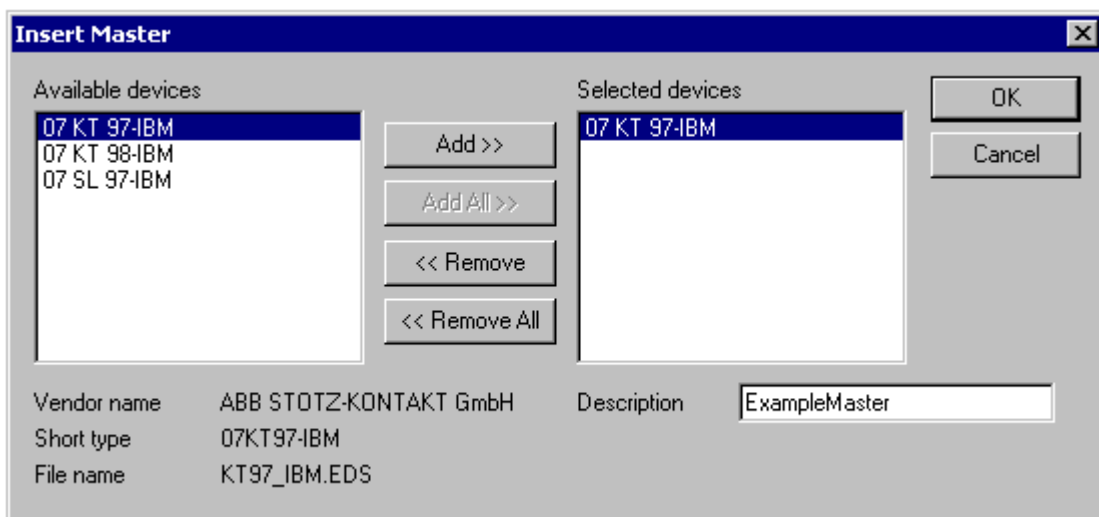 Insert Master
Available devices
07 KT 97-IBM
07 KT 98-IBM
07 SL 97-IBM
Add >>
Add All >>
<< Remove
<< Remove All
Selected devices
07 KT 97-IBM
OK
Cancel
Vendor name ABB STOTZ-KONTAKT GmbH
Short type 07KT97-IBM
File name KT97_IBM.EDS
Description ExampleMaster